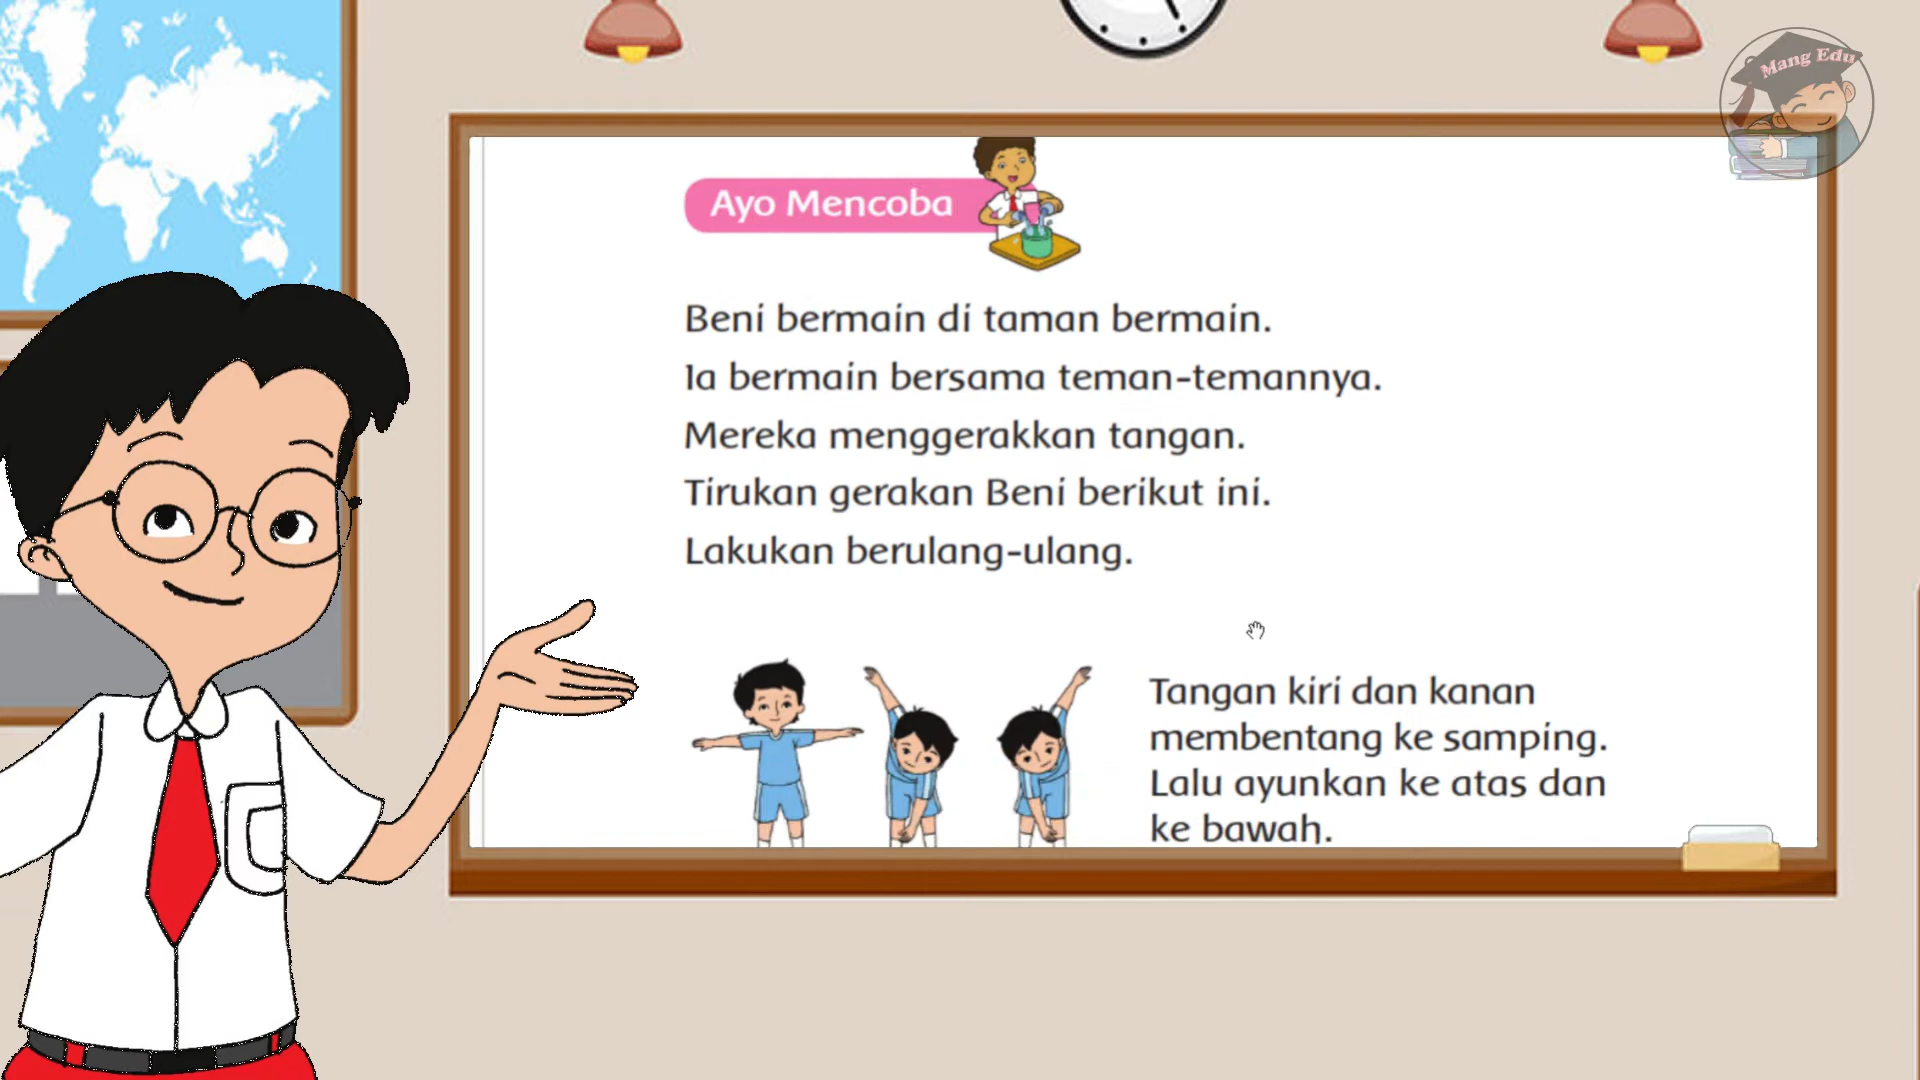 Mang Edu
Ayo Mencoba
Beni bermain di taman bermain.
Ia bermain bersama teman-temannya.
Mereka menggerakkan tangan.
Tirukan gerakan Beni berikut ini.
Lakukan berulang-ulang.
Tangan kiri dan kanan
membentang ke samping.
Lalu ayunkan ke atas dan
ke bawah.